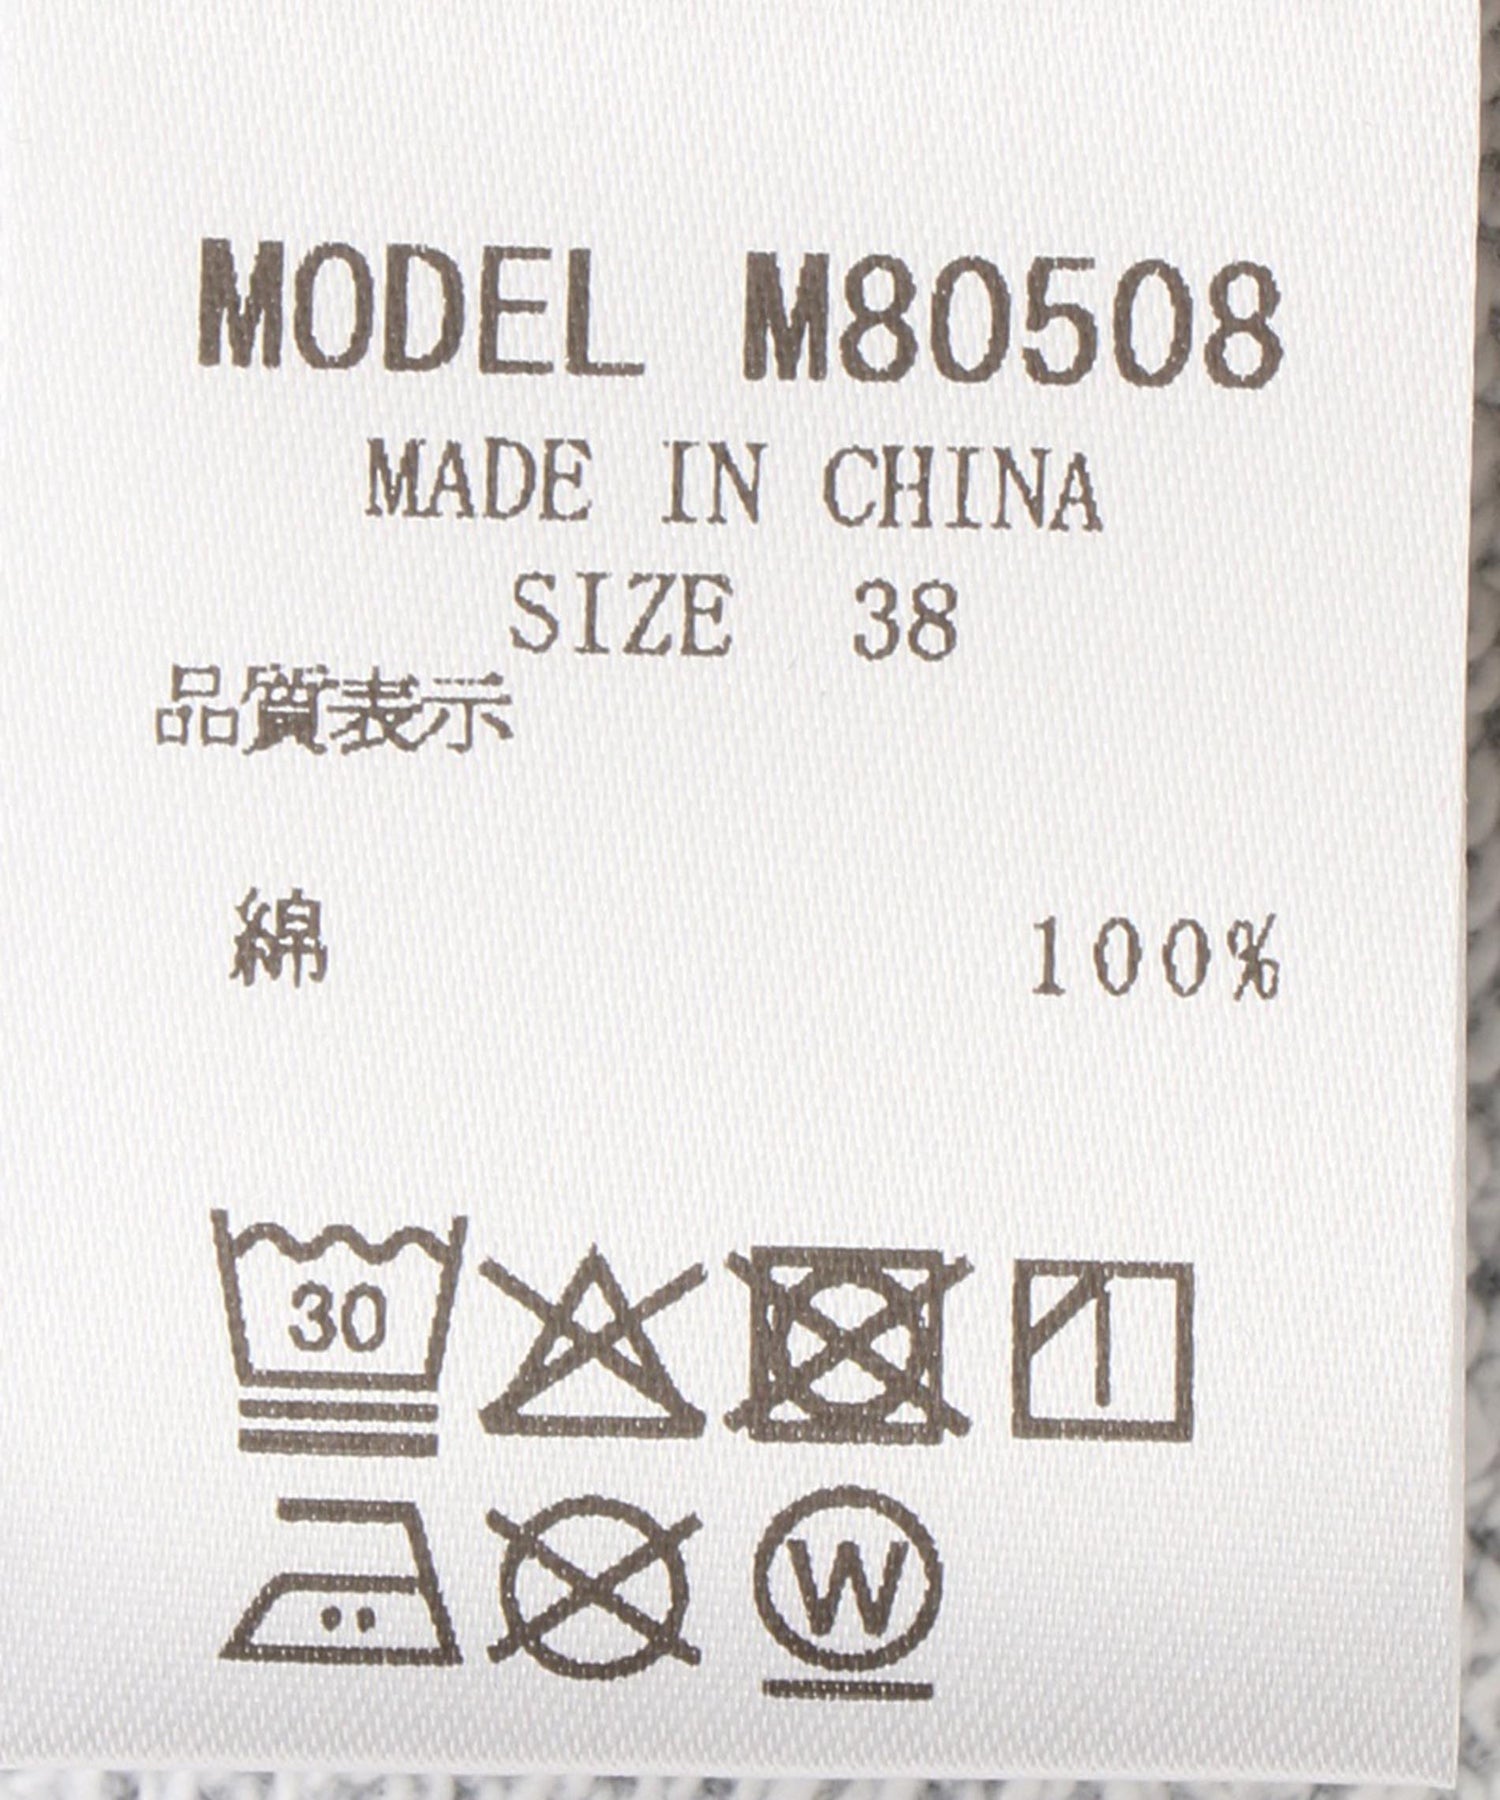 MODEL M80508
MADE IN CHINA
SIZE 38
品質表示
綿 100%
30
W